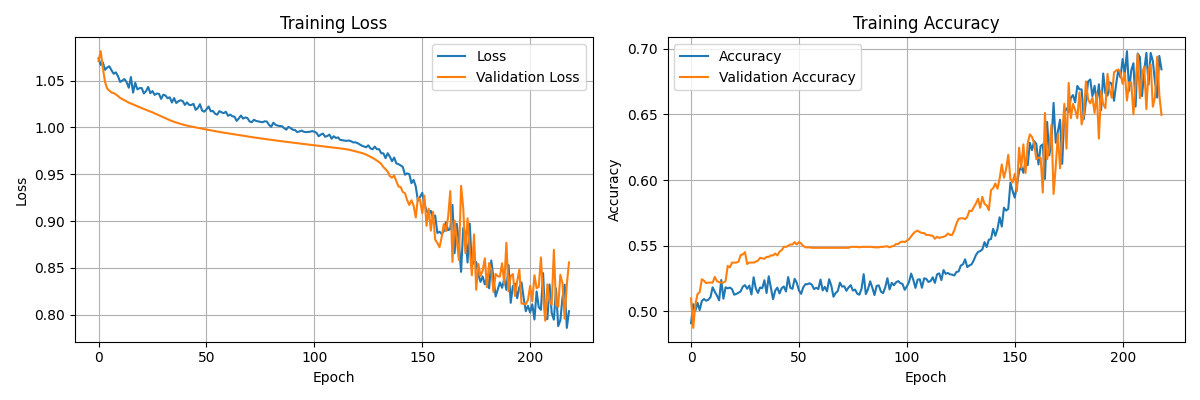 Training Loss
Loss
Validation Loss
1.05
1.00
0.95
0.90
0.85
0.80
Loss
0
50
100
150
200
Epoch
Training Accuracy
Accuracy
Validation Accuracy
0.70
0.65
0.60
0.55
0.50
Accuracy
0
50
100
150
200
Epoch